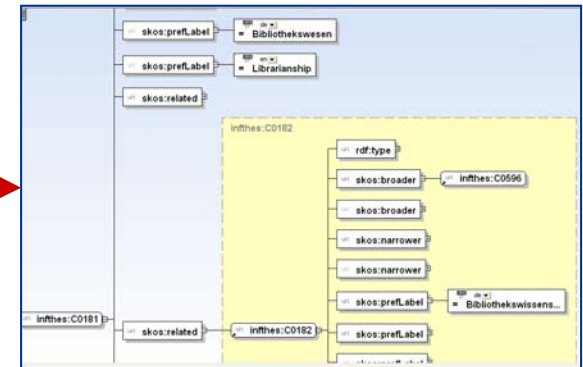 de
skos:prefLabel = Bibliothekswesen
en
skos:prefLabel = Librarianship
skos:related
infthes:C0182
rdf:type
skos:broader infthes:C0596
skos:broader
skos:narrower
skos:narrower
de
skos:prefLabel = Bibliothekswissens...
infthes:C0181 skos:related infthes:C0182 skos:prefLabel